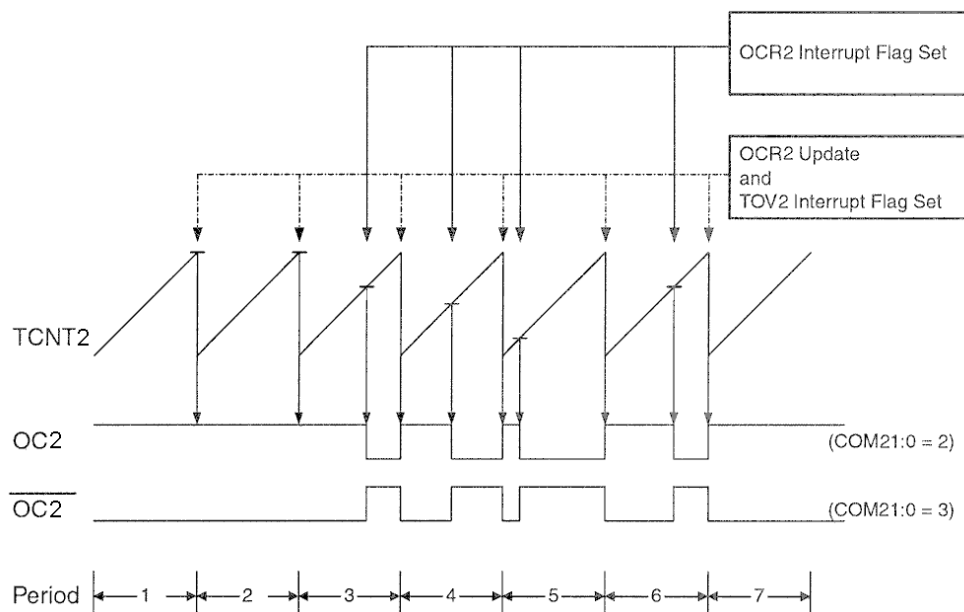 OCR2 Interrupt Flag Set
OCR2 Update
and
TOV2 Interrupt Flag Set
TCNT2
OC2
(COM21:0 = 2)
OC2
(COM21:0 = 3)
Period
1
2
3
4
5
6
7